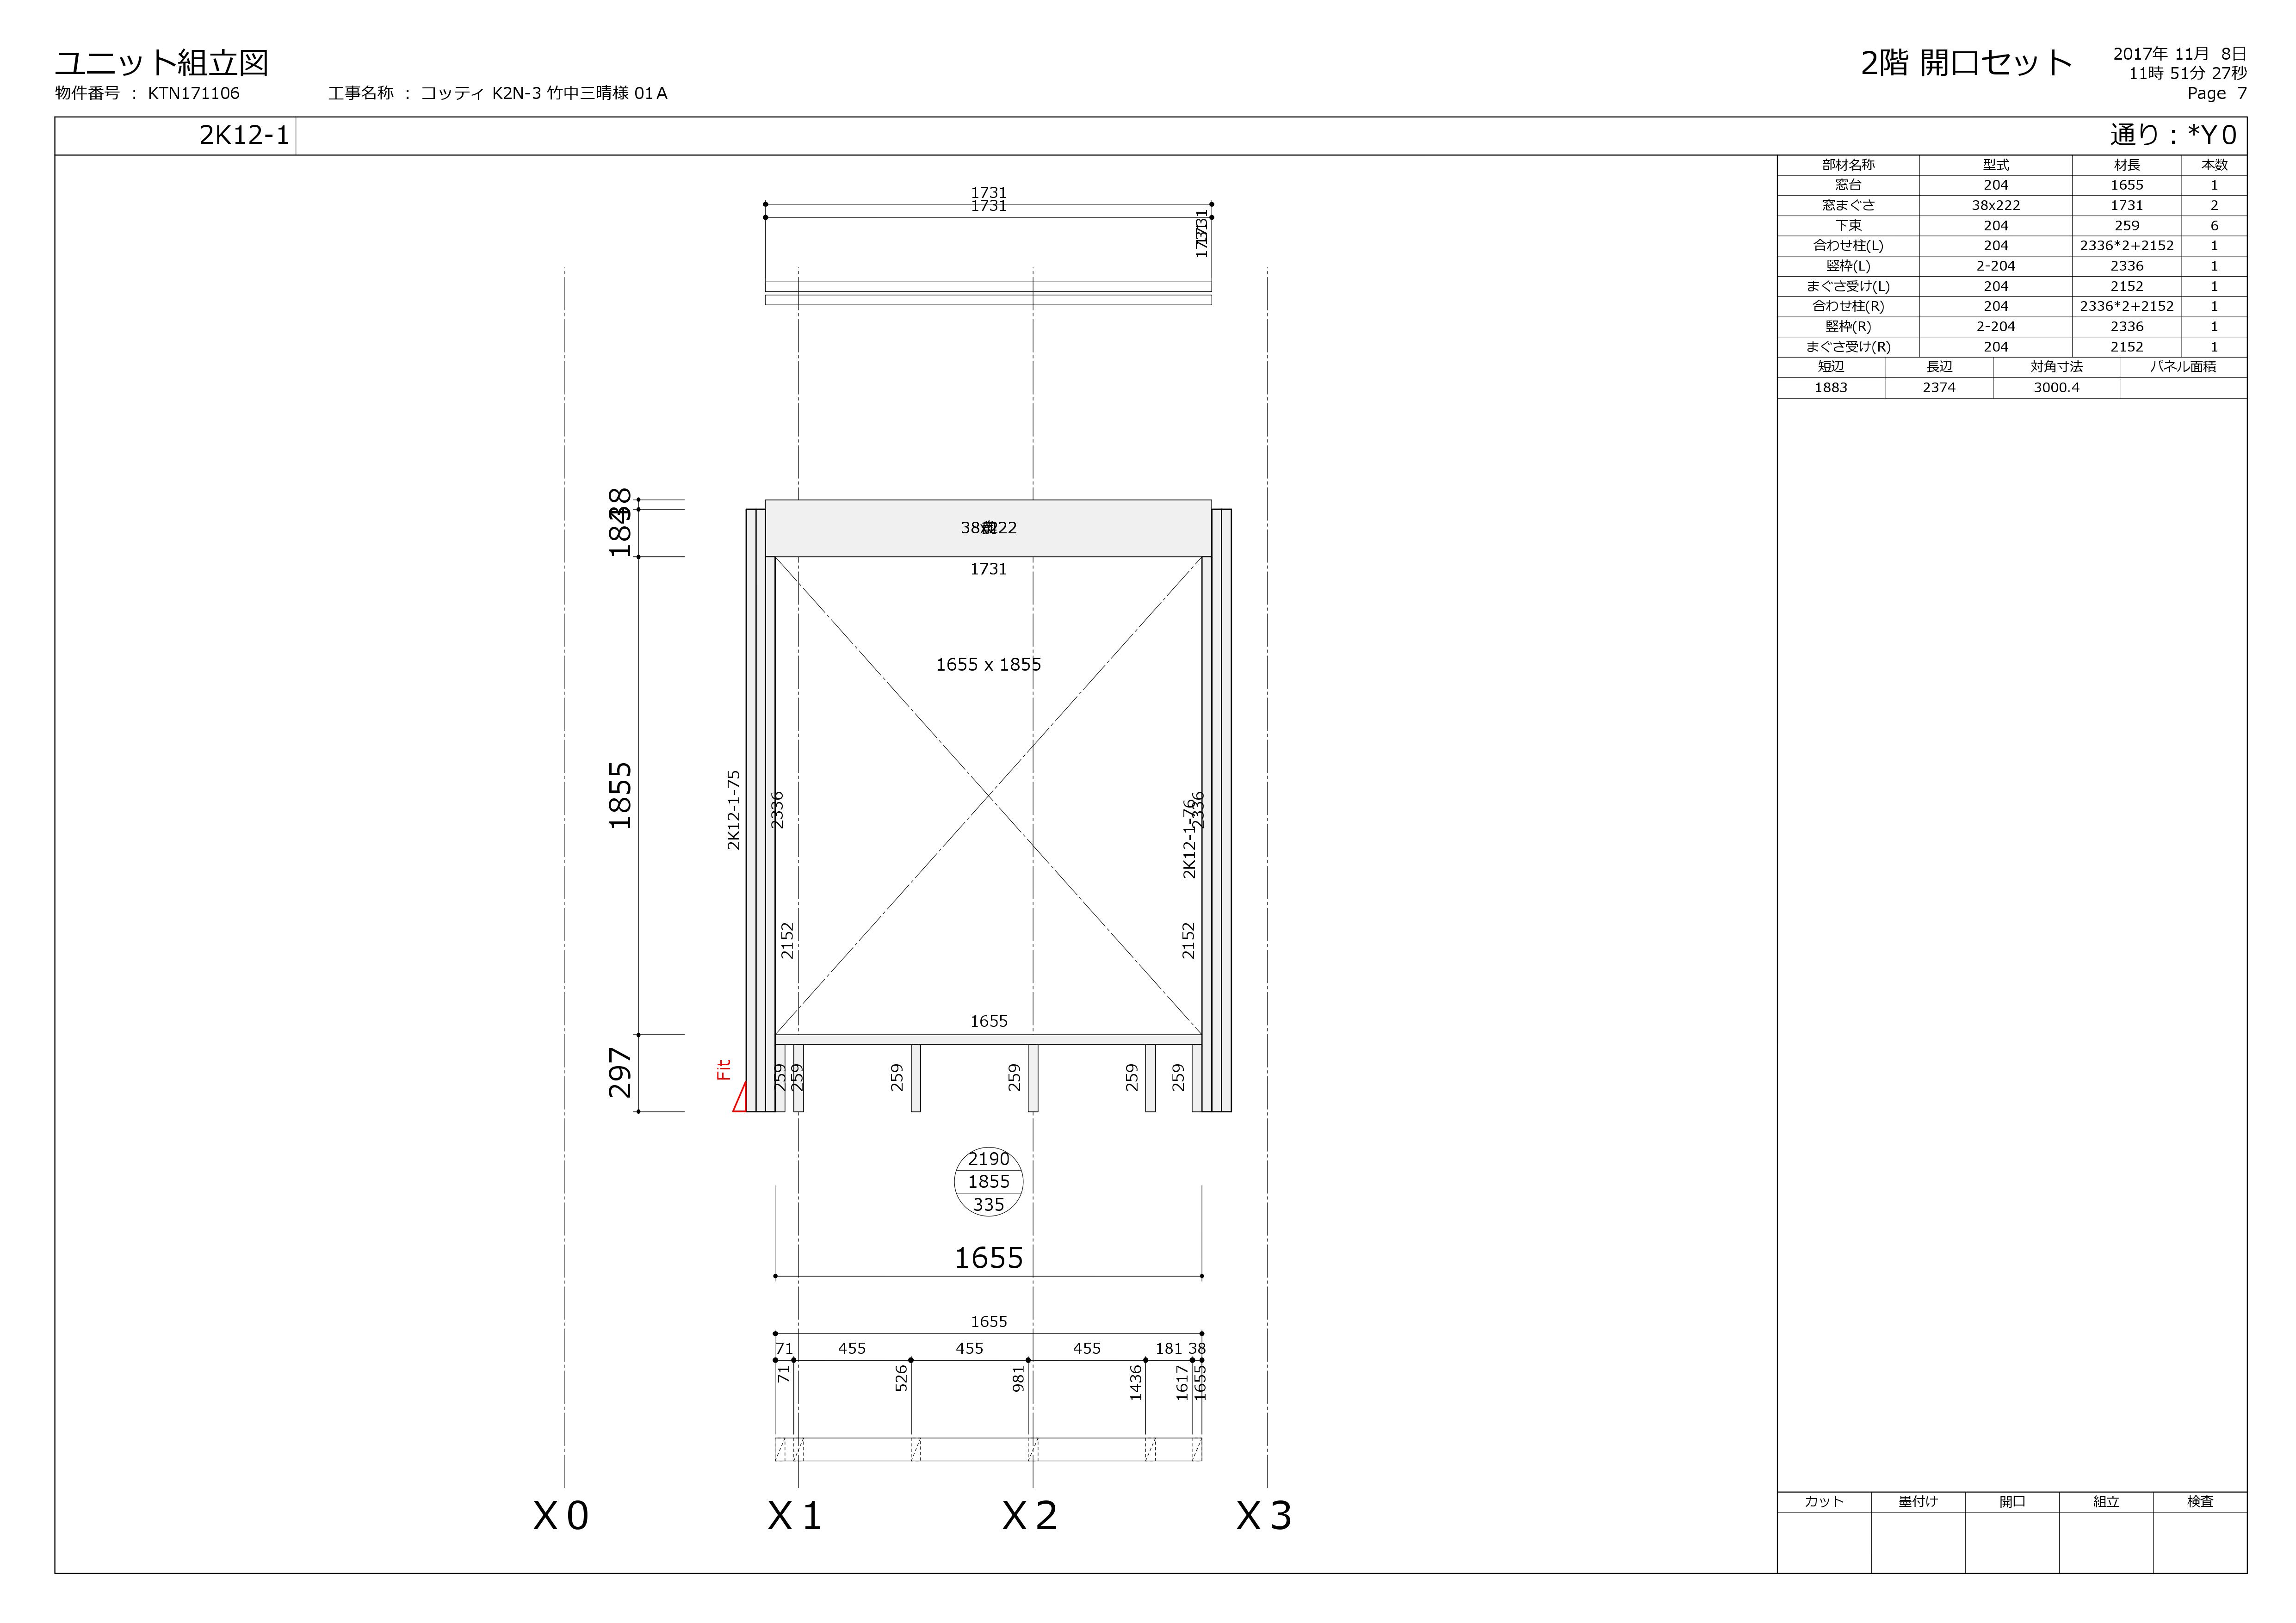 ユニット組立図
2階 開口セット
2017年 11月 8日
11時 51分 27秒
物件番号 : KTN171106
工事名称 : コッティ K2N-3 竹中三晴様 01A
Page 7
2K12-1
通り : *Y0
部材名称 型式 材長 本数
窓台 204 1655 1
窓まぐさ 38x222 1731 2
下束 204 259 6
合わせ柱(L) 204 2336*2+2152 1
竪枠(L) 2-204 2336 1
まぐさ受け(L) 204 2152 1
合わせ柱(R) 204 2336*2+2152 1
竪枠(R) 2-204 2336 1
まぐさ受け(R) 204 2152 1
短辺 長辺 対角寸法 パネル面積
1883 2374 3000.4
1731
1731
1731
38
184
38x222
1731
1655 x 1855
1855
2K12-1-75
2336
2K12-1-76
2336
2152
2152
1655
297
Fit
259
259
259
259
259
259
2190
1855
335
1655
1655
71 455 455 455 181 38
71 526 981 1436 1617 1655
X0 X1 X2 X3
カット 墨付け 開口 組立 検査